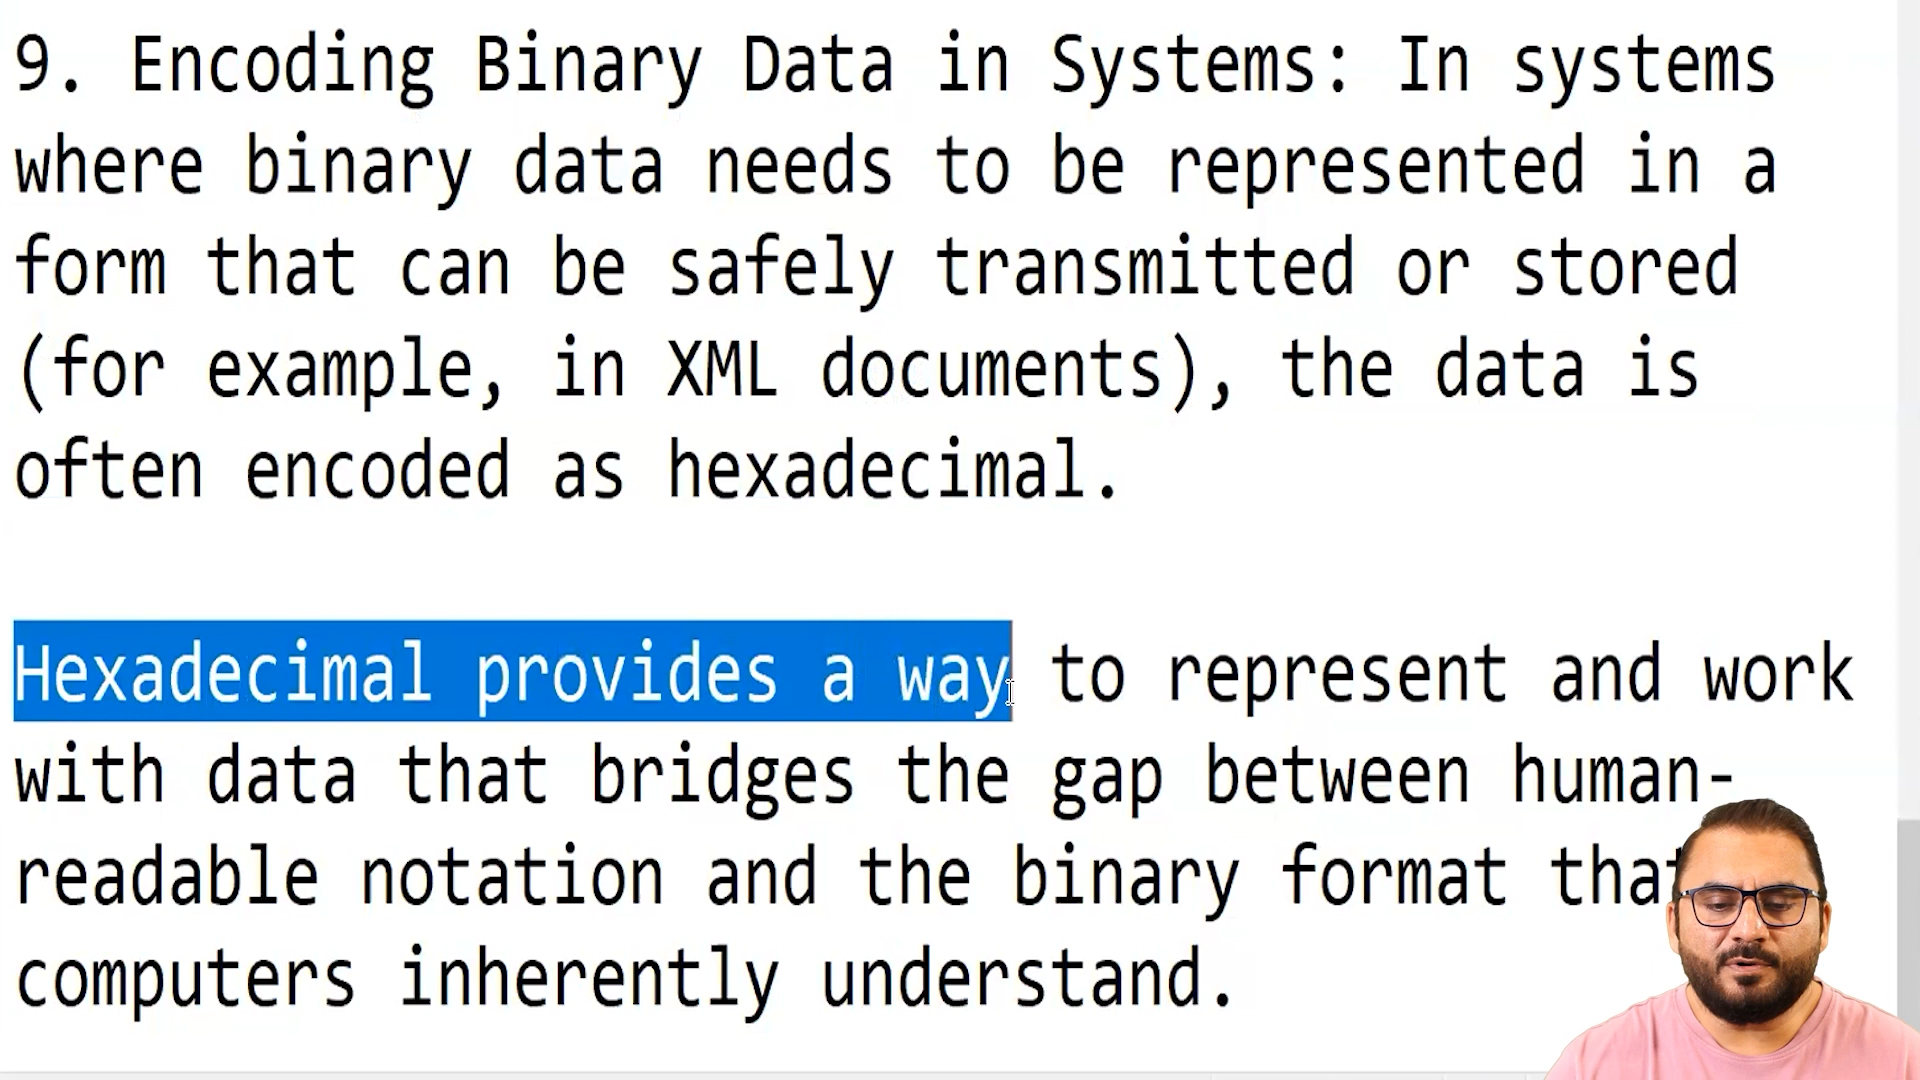 9. Encoding Binary Data in Systems: In systems
where binary data needs to be represented in a
form that can be safely transmitted or stored
(for example, in XML documents), the data is
often encoded as hexadecimal.
Hexadecimal provides a way to represent and work
with data that bridges the gap between human-
readable notation and the binary format that
computers inherently understand.